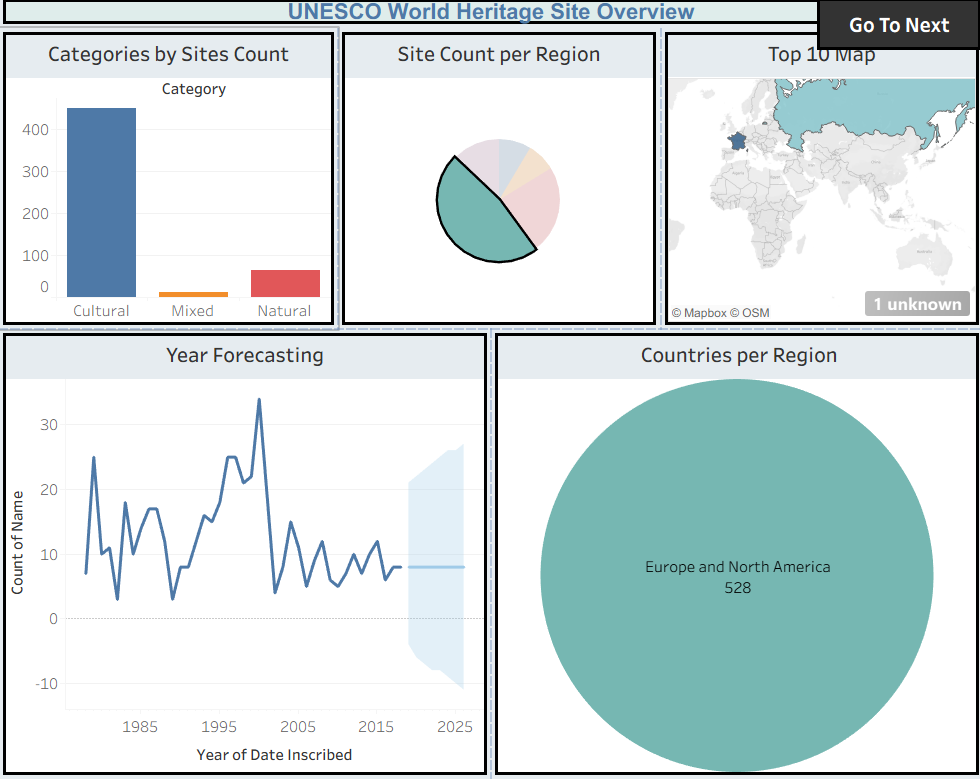 UNESCO World Heritage Site Overview
Go To Next
Categories by Sites Count
Category
400
300
200
100
0
Cultural
Mixed
Natural
Site Count per Region
Top 10 Map
1 unknown
© Mapbox © OSM
Year Forecasting
Count of Name
30
20
10
0
-10
1985
1995
2005
2015
2025
Year of Date Inscribed
Countries per Region
Europe and North America
528